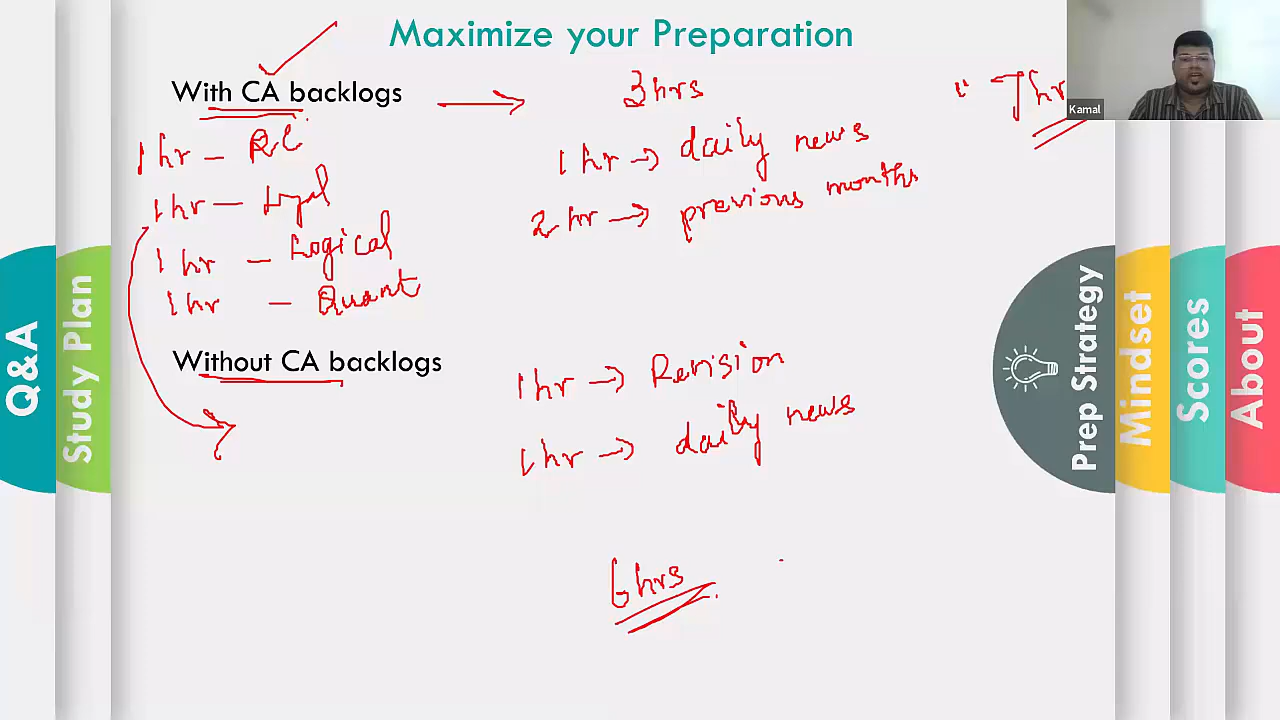 Maximize your Preparation
With CA backlogs
3hrs
7hr
Kamal
1hr - RC
1hr → daily news
1hr - Legal
2hr → previous months
1hr - Logical
1hr - Quant
Without CA backlogs
1hr → Revision
1hr → daily news
6hrs
Q&A
Study Plan
Prep Strategy
Mindset
Scores
About